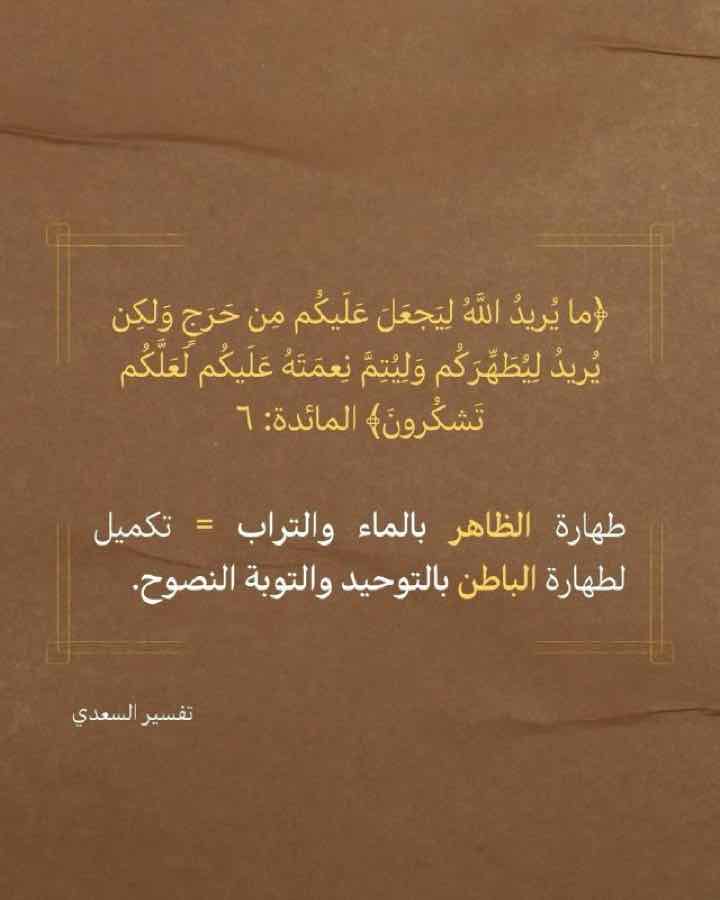 ﴿ما يُريدُ اللَّهُ لِيَجعَلَ عَلَيكُم مِن حَرَجٍ وَلكِن
يُريدُ لِيُطَهِّرَكُم وَلِيُتِمَّ نِعمَتَهُ عَلَيكُم لَعَلَّكُم
تَشكُرونَ﴾ المائدة: ٦
طهارة الظاهر بالماء والتراب = تكميل
لطهارة الباطن بالتوحيد والتوبة النصوح.
تفسير السعدي